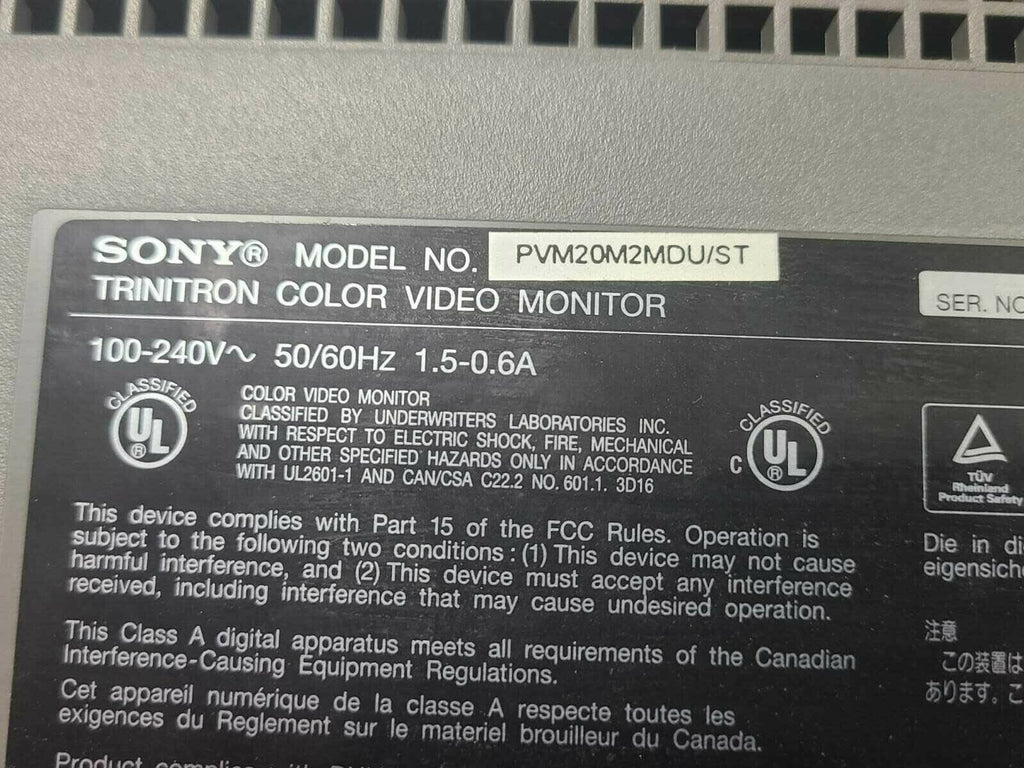 SONY® MODEL NO. PVM20M2MDU/ST
TRINITRON COLOR VIDEO MONITOR
SER. NO
100-240V~ 50/60Hz 1.5-0.6A
CLASSIFIED
UL®
COLOR VIDEO MONITOR
CLASSIFIED BY UNDERWRITERS LABORATORIES INC.
WITH RESPECT TO ELECTRIC SHOCK, FIRE, MECHANICAL
AND OTHER SPECIFIED HAZARDS ONLY IN ACCORDANCE
WITH UL2601-1 AND CAN/CSA C22.2 NO.601.1. 3D16
CLASSIFIED
C UL®
TÜV
Rheinland
Product Safety
This device complies with Part 15 of the FCC Rules. Operation is
subject to the following two conditions : (1) This device may not cause
harmful interference, and (2) This device must accept any interference
received, including interference that may cause undesired operation.
This Class A digital apparatus meets all requirements of the Canadian
Interference-Causing Equipment Regulations.
Cet appareil numérique de la classe A respecte toutes les
exigences du Reglement sur le materiel brouilleur du Canada.
Product complies with
Die in di
eigensiche
注意
この装置は
あります。こ